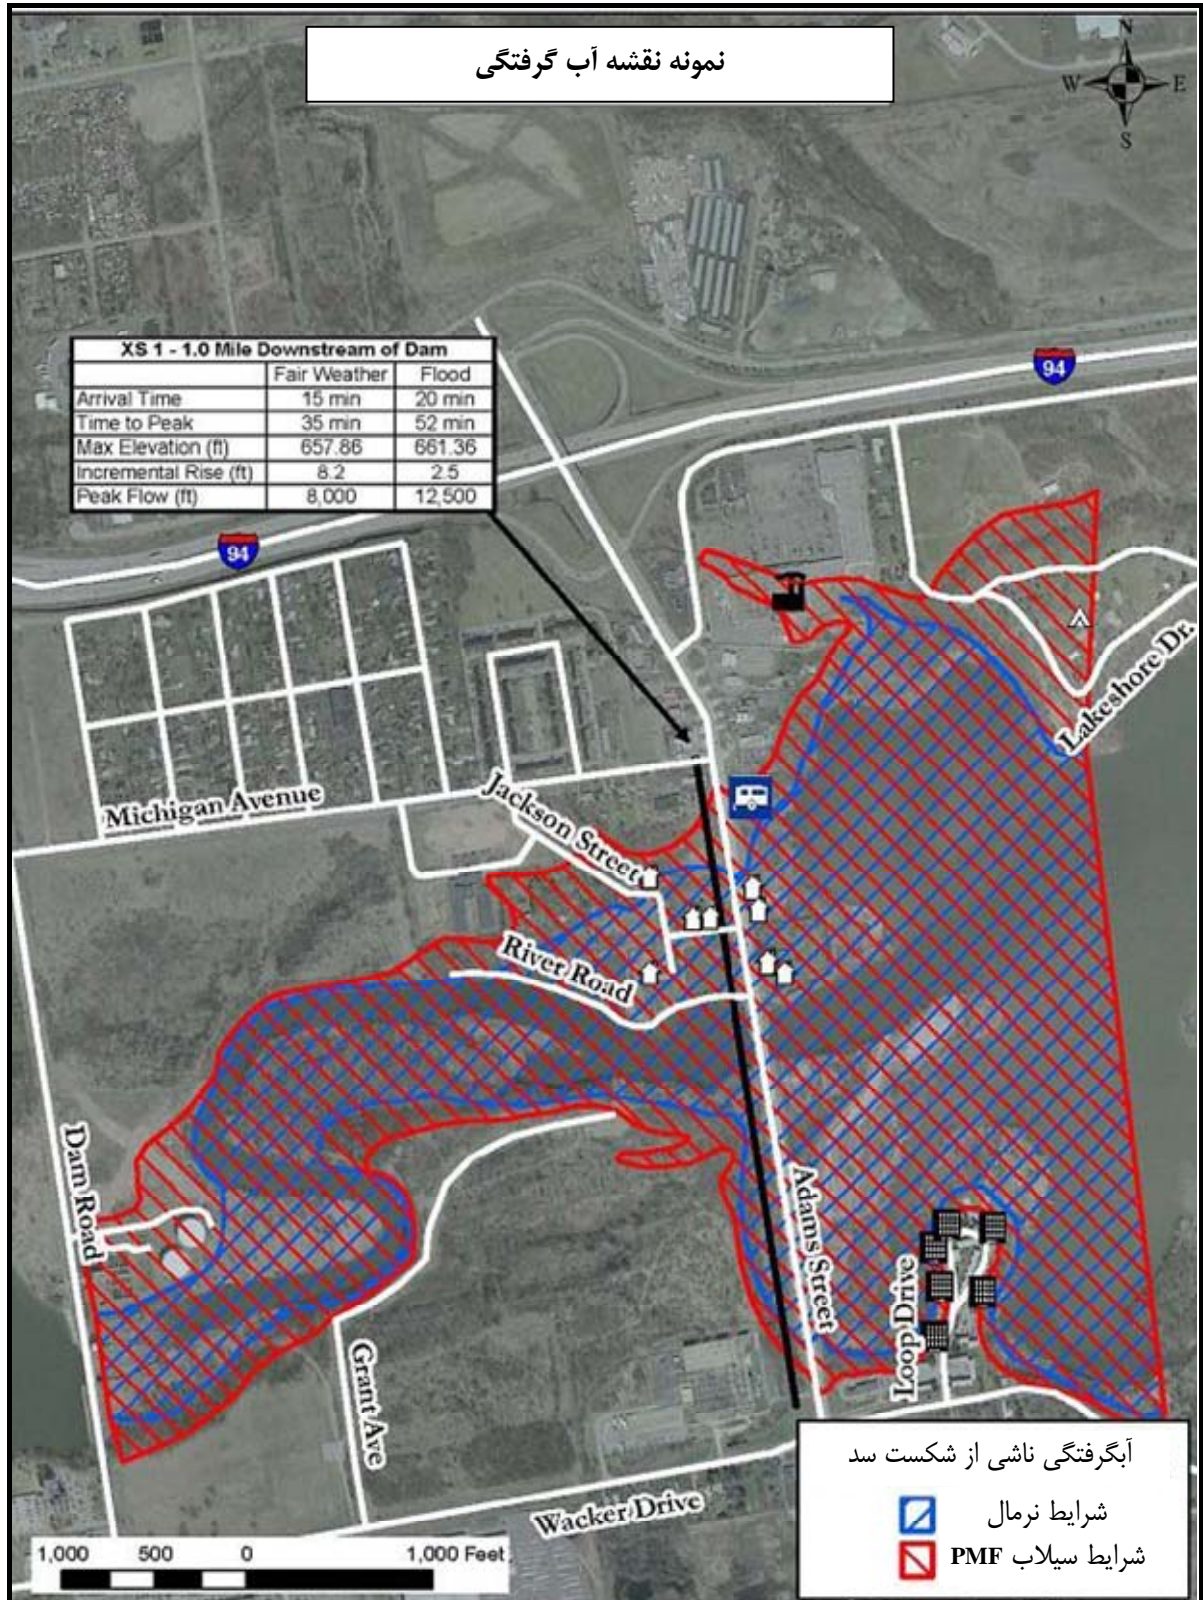 نمونه نقشه آب گرفتگی
N
W E
S
XS 1 - 1.0 Mile Downstream of Dam
Fair Weather Flood
Arrival Time 15 min 20 min
Time to Peak 35 min 52 min
Max Elevation (ft) 657.86 661.36
Incremental Rise (ft) 8.2 2.5
Peak Flow (ft) 8,000 12,500
94
94
Lakeshore Dr.
Michigan Avenue
Jackson Street
River Road
Dam Road
Adams Street
Loop Drive
Grant Ave
Wacker Drive
آبگرفتگی ناشی از شکست سد
شرایط نرمال
شرایط سیلاب PMF
1,000 500 0 1,000 Feet